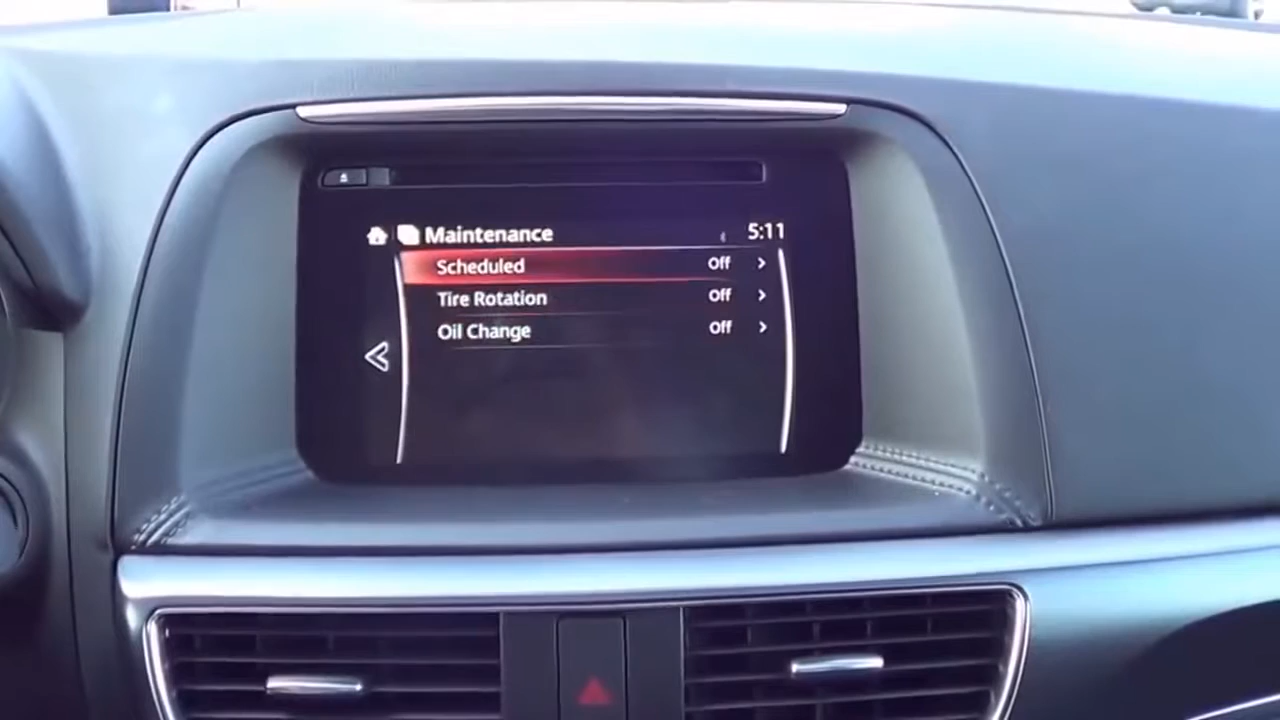 Maintenance 5:11
Scheduled Off
Tire Rotation Off
Oil Change Off